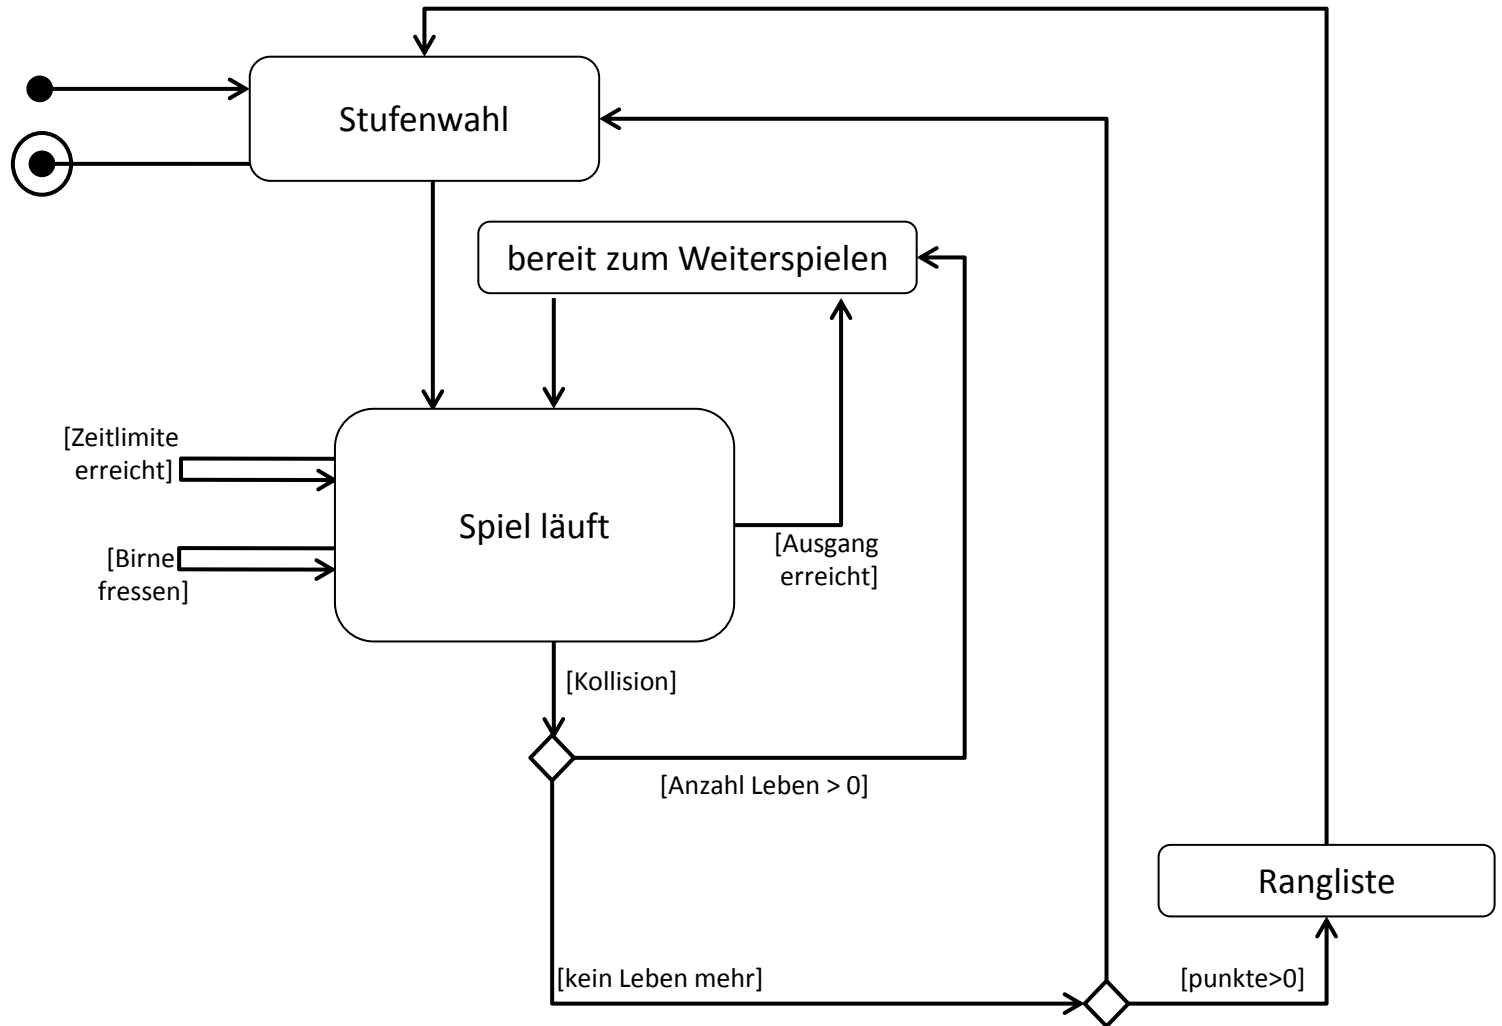 Stufenwahl
bereit zum Weiterspielen
[Zeitlimite
erreicht]
Spiel läuft
[Birne
fressen]
[Ausgang
erreicht]
[Kollision]
[Anzahl Leben > 0]
Rangliste
[kein Leben mehr]
[punkte>0]